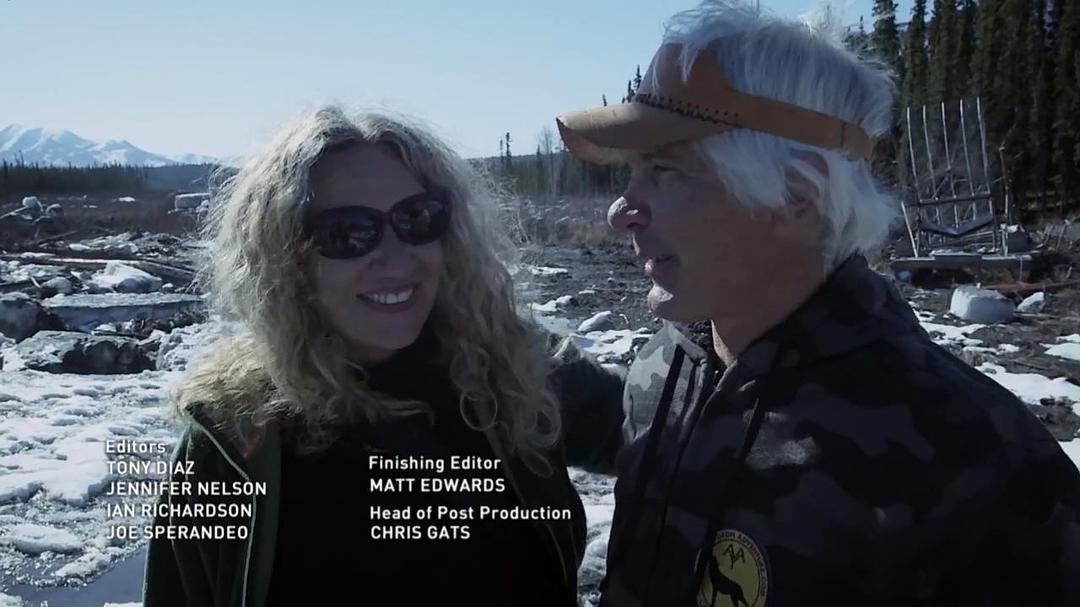 Editors
TONY DIAZ
JENNIFER NELSON
IAN RICHARDSON
JOE SPERANDEO
Finishing Editor
MATT EDWARDS
Head of Post Production
CHRIS GATS